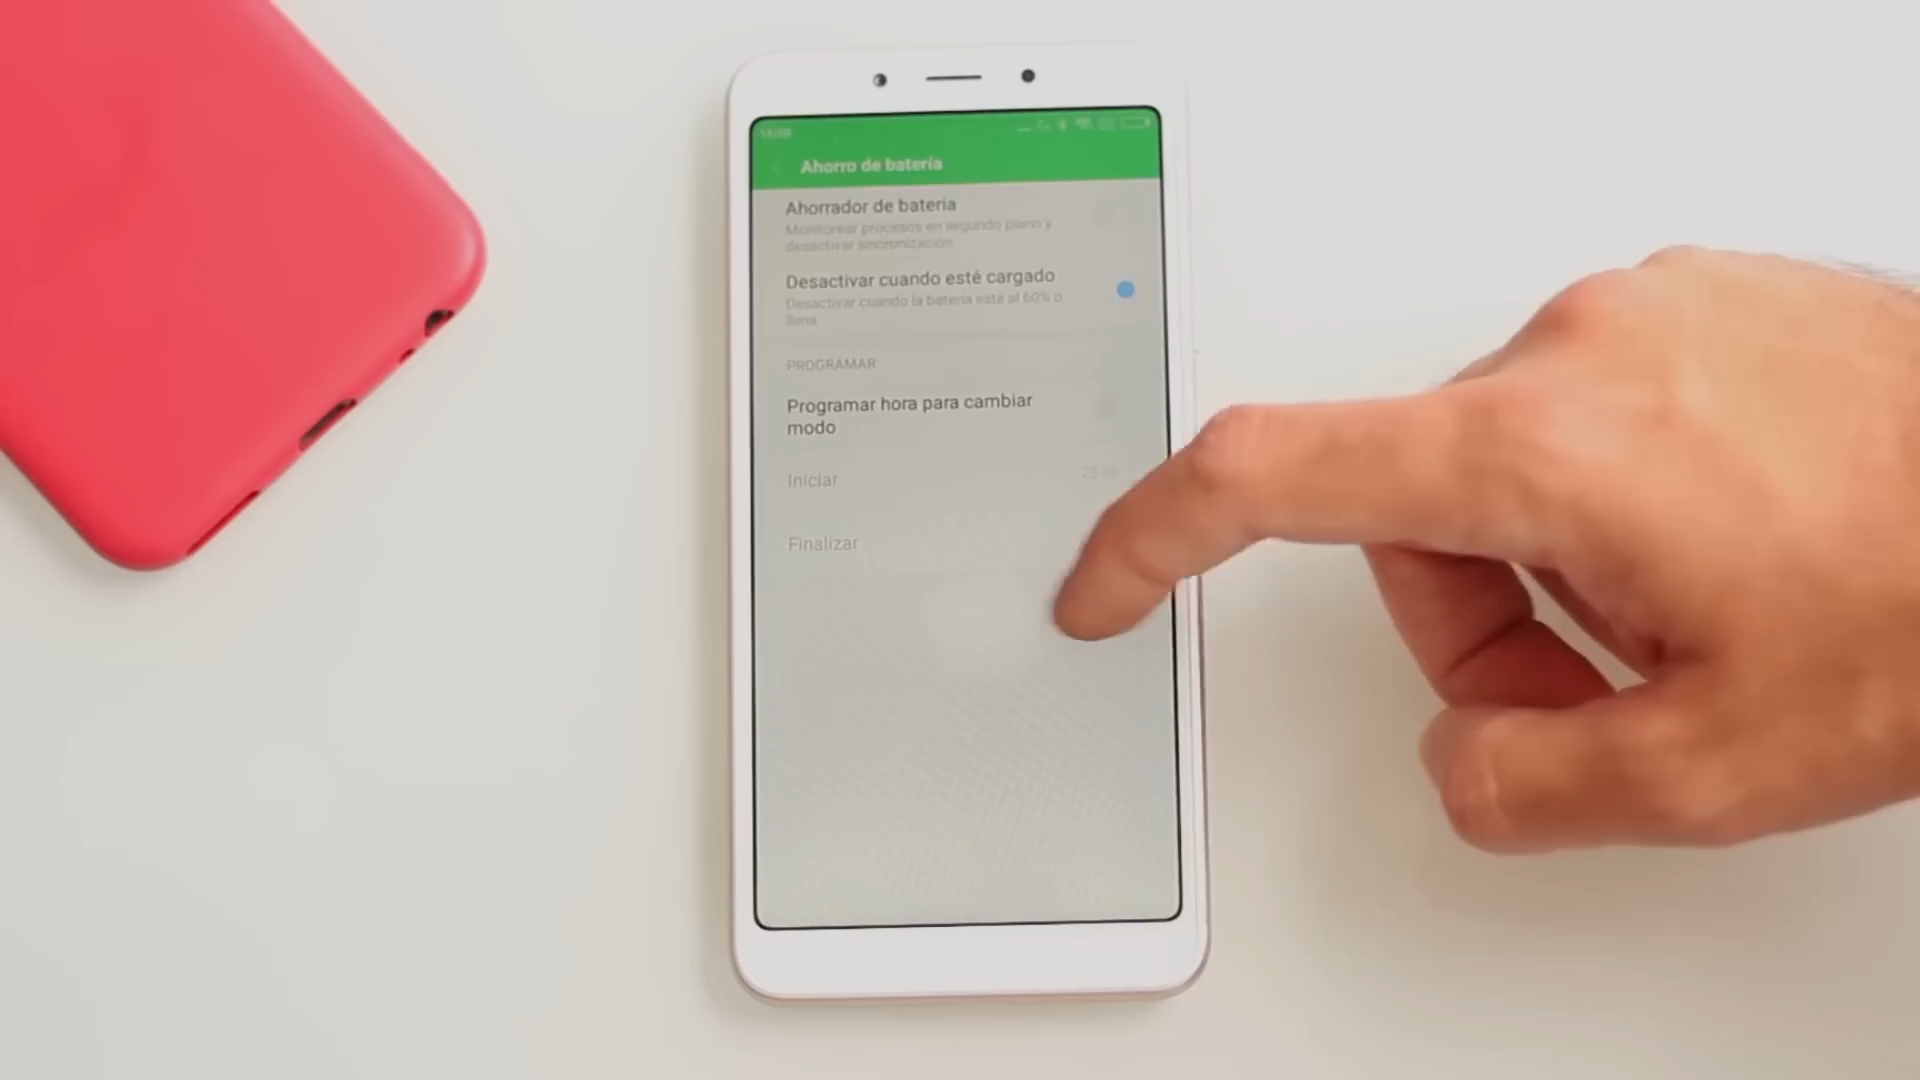 Ahorro de batería
Ahorrador de batería
Monitorear procesos en segundo plano y
desactivar sincronización
Desactivar cuando esté cargado
Desactivar cuando la batería esté al 60% o
llena
PROGRAMAR
Programar hora para cambiar
modo
Iniciar
Finalizar